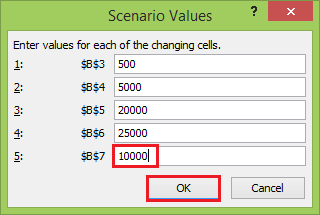 Scenario Values ? ×
Enter values for each of the changing cells.
1: $B$3 500
2: $B$4 5000
3: $B$5 20000
4: $B$6 25000
5: $B$7 10000
OK Cancel